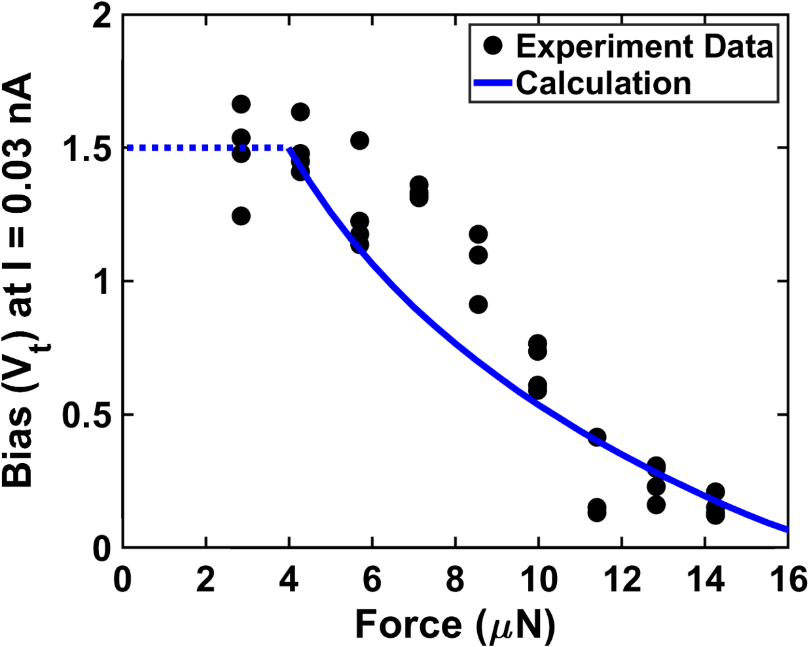 Experiment Data
Calculation
2
1.5
1
0.5
0
0 2 4 6 8 10 12 14 16
Bias (Vt) at I = 0.03 nA
Force (μN)